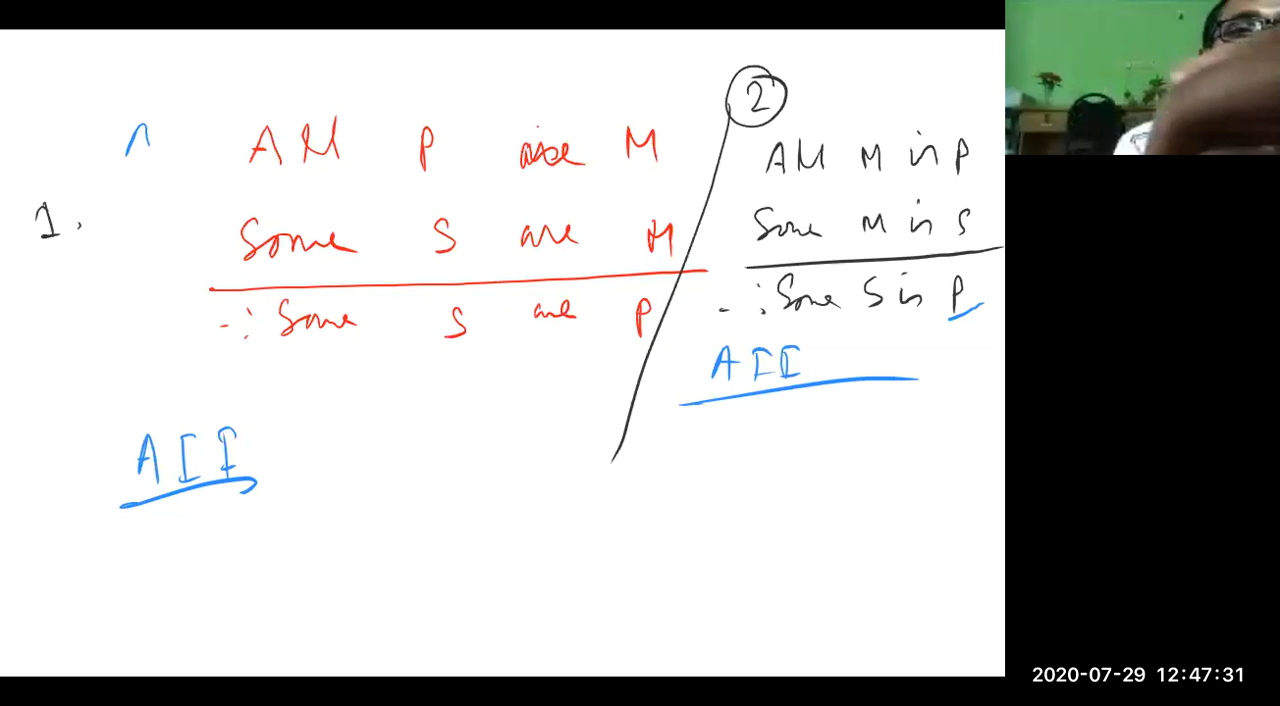 1.
All P are M
Some S are M
∴ Some S are P
AII
2
All M is P
Some M is S
∴ Some S is P
AII
2020-07-29 12:47:31